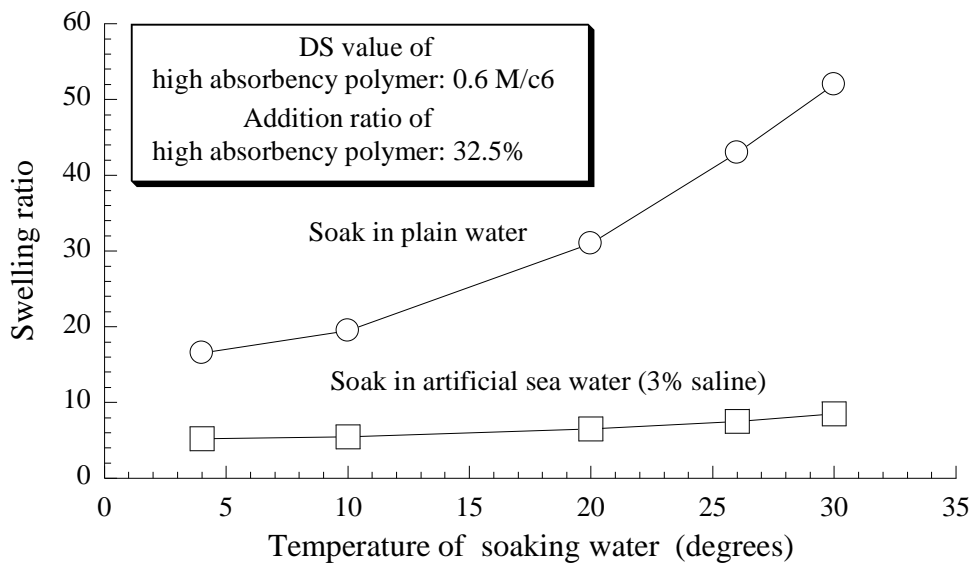 60
50
40
30
20
10
0
Swelling ratio
DS value of
high absorbency polymer: 0.6 M/c6
Addition ratio of
high absorbency polymer: 32.5%
Soak in plain water
Soak in artificial sea water (3% saline)
0 5 10 15 20 25 30 35
Temperature of soaking water (degrees)